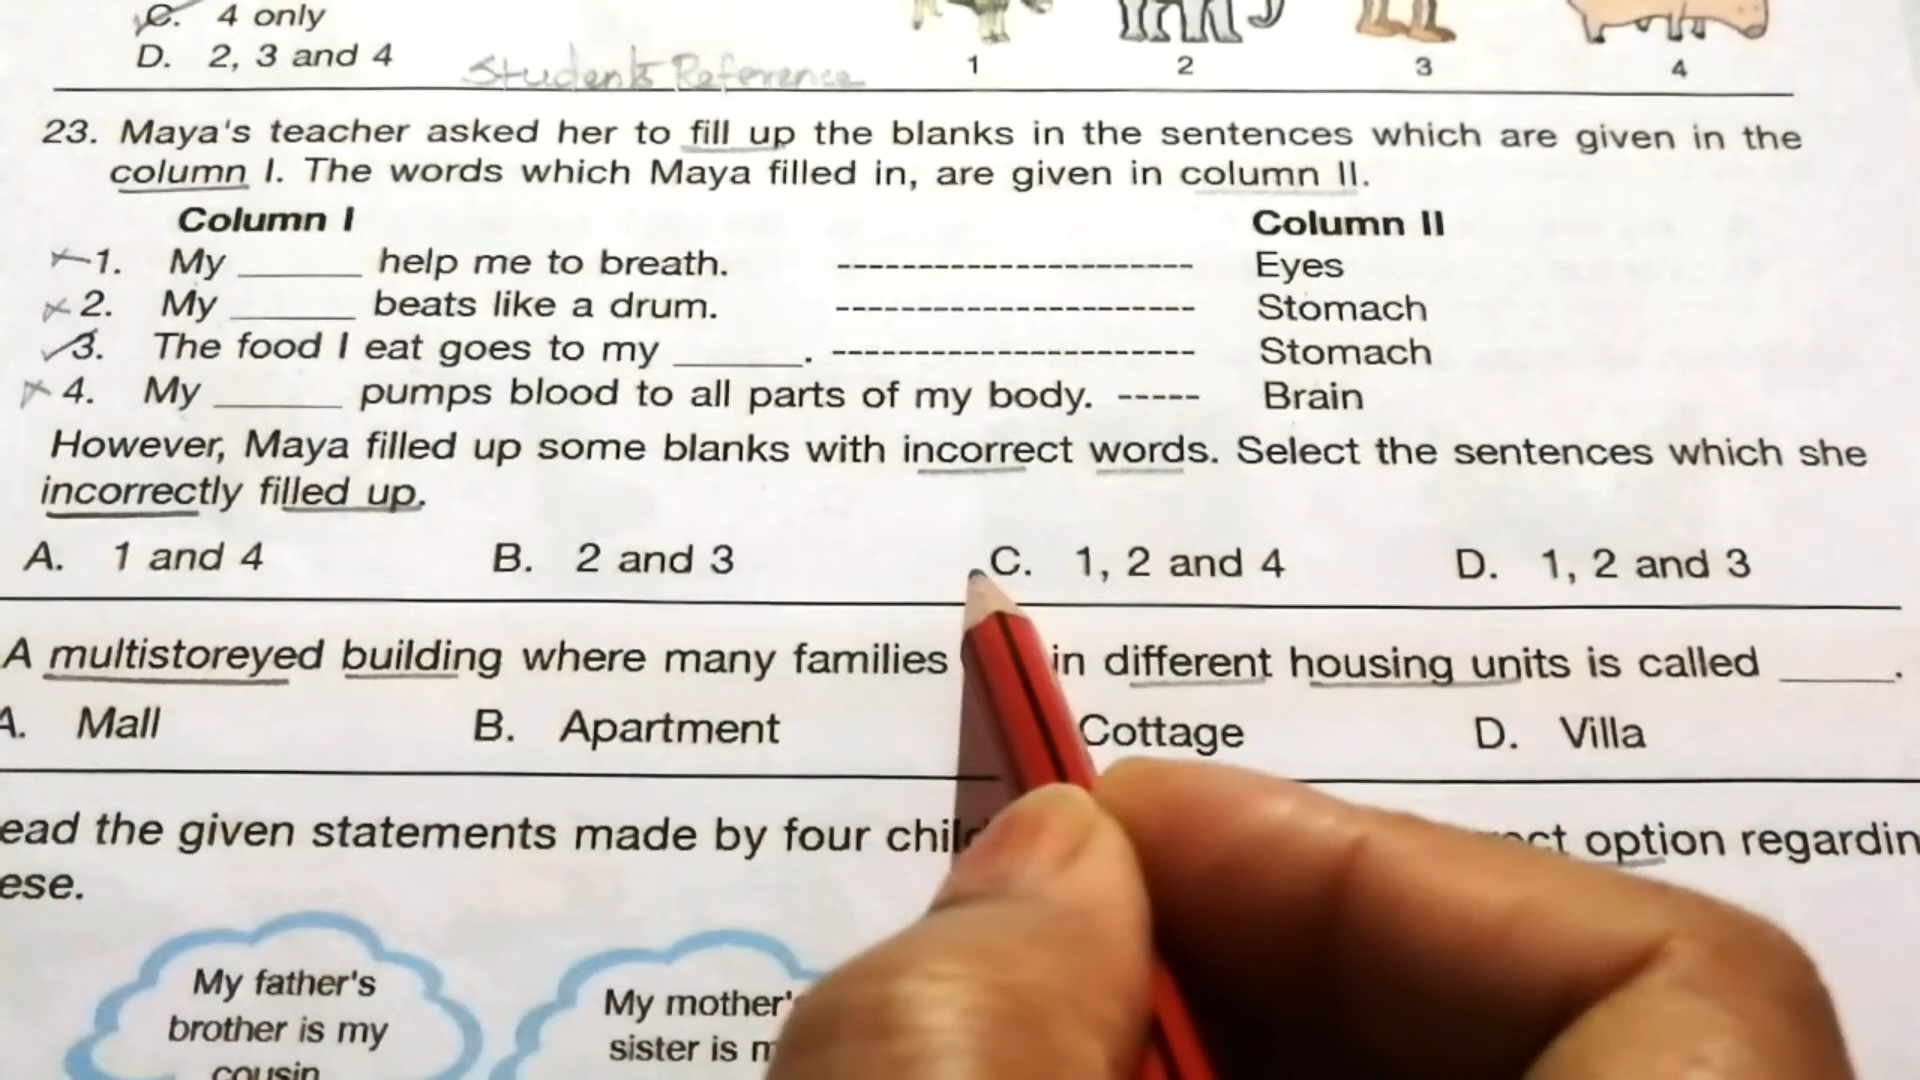 C. 4 only
D. 2, 3 and 4
Students Reference
1 2 3 4
23. Maya's teacher asked her to fill up the blanks in the sentences which are given in the
column I. The words which Maya filled in, are given in column II.
Column I Column II
1. My ______ help me to breath. ---------------------- Eyes
2. My ______ beats like a drum. ---------------------- Stomach
3. The food I eat goes to my ______. ---------------------- Stomach
4. My ______ pumps blood to all parts of my body. ----- Brain
However, Maya filled up some blanks with incorrect words. Select the sentences which she
incorrectly filled up.
A. 1 and 4 B. 2 and 3 C. 1, 2 and 4 D. 1, 2 and 3
A multistoreyed building where many families in different housing units is called _____.
A. Mall B. Apartment Cottage D. Villa
ead the given statements made by four chil ct option regardin
ese.
My father's
brother is my
cousin
My mother's
sister is m